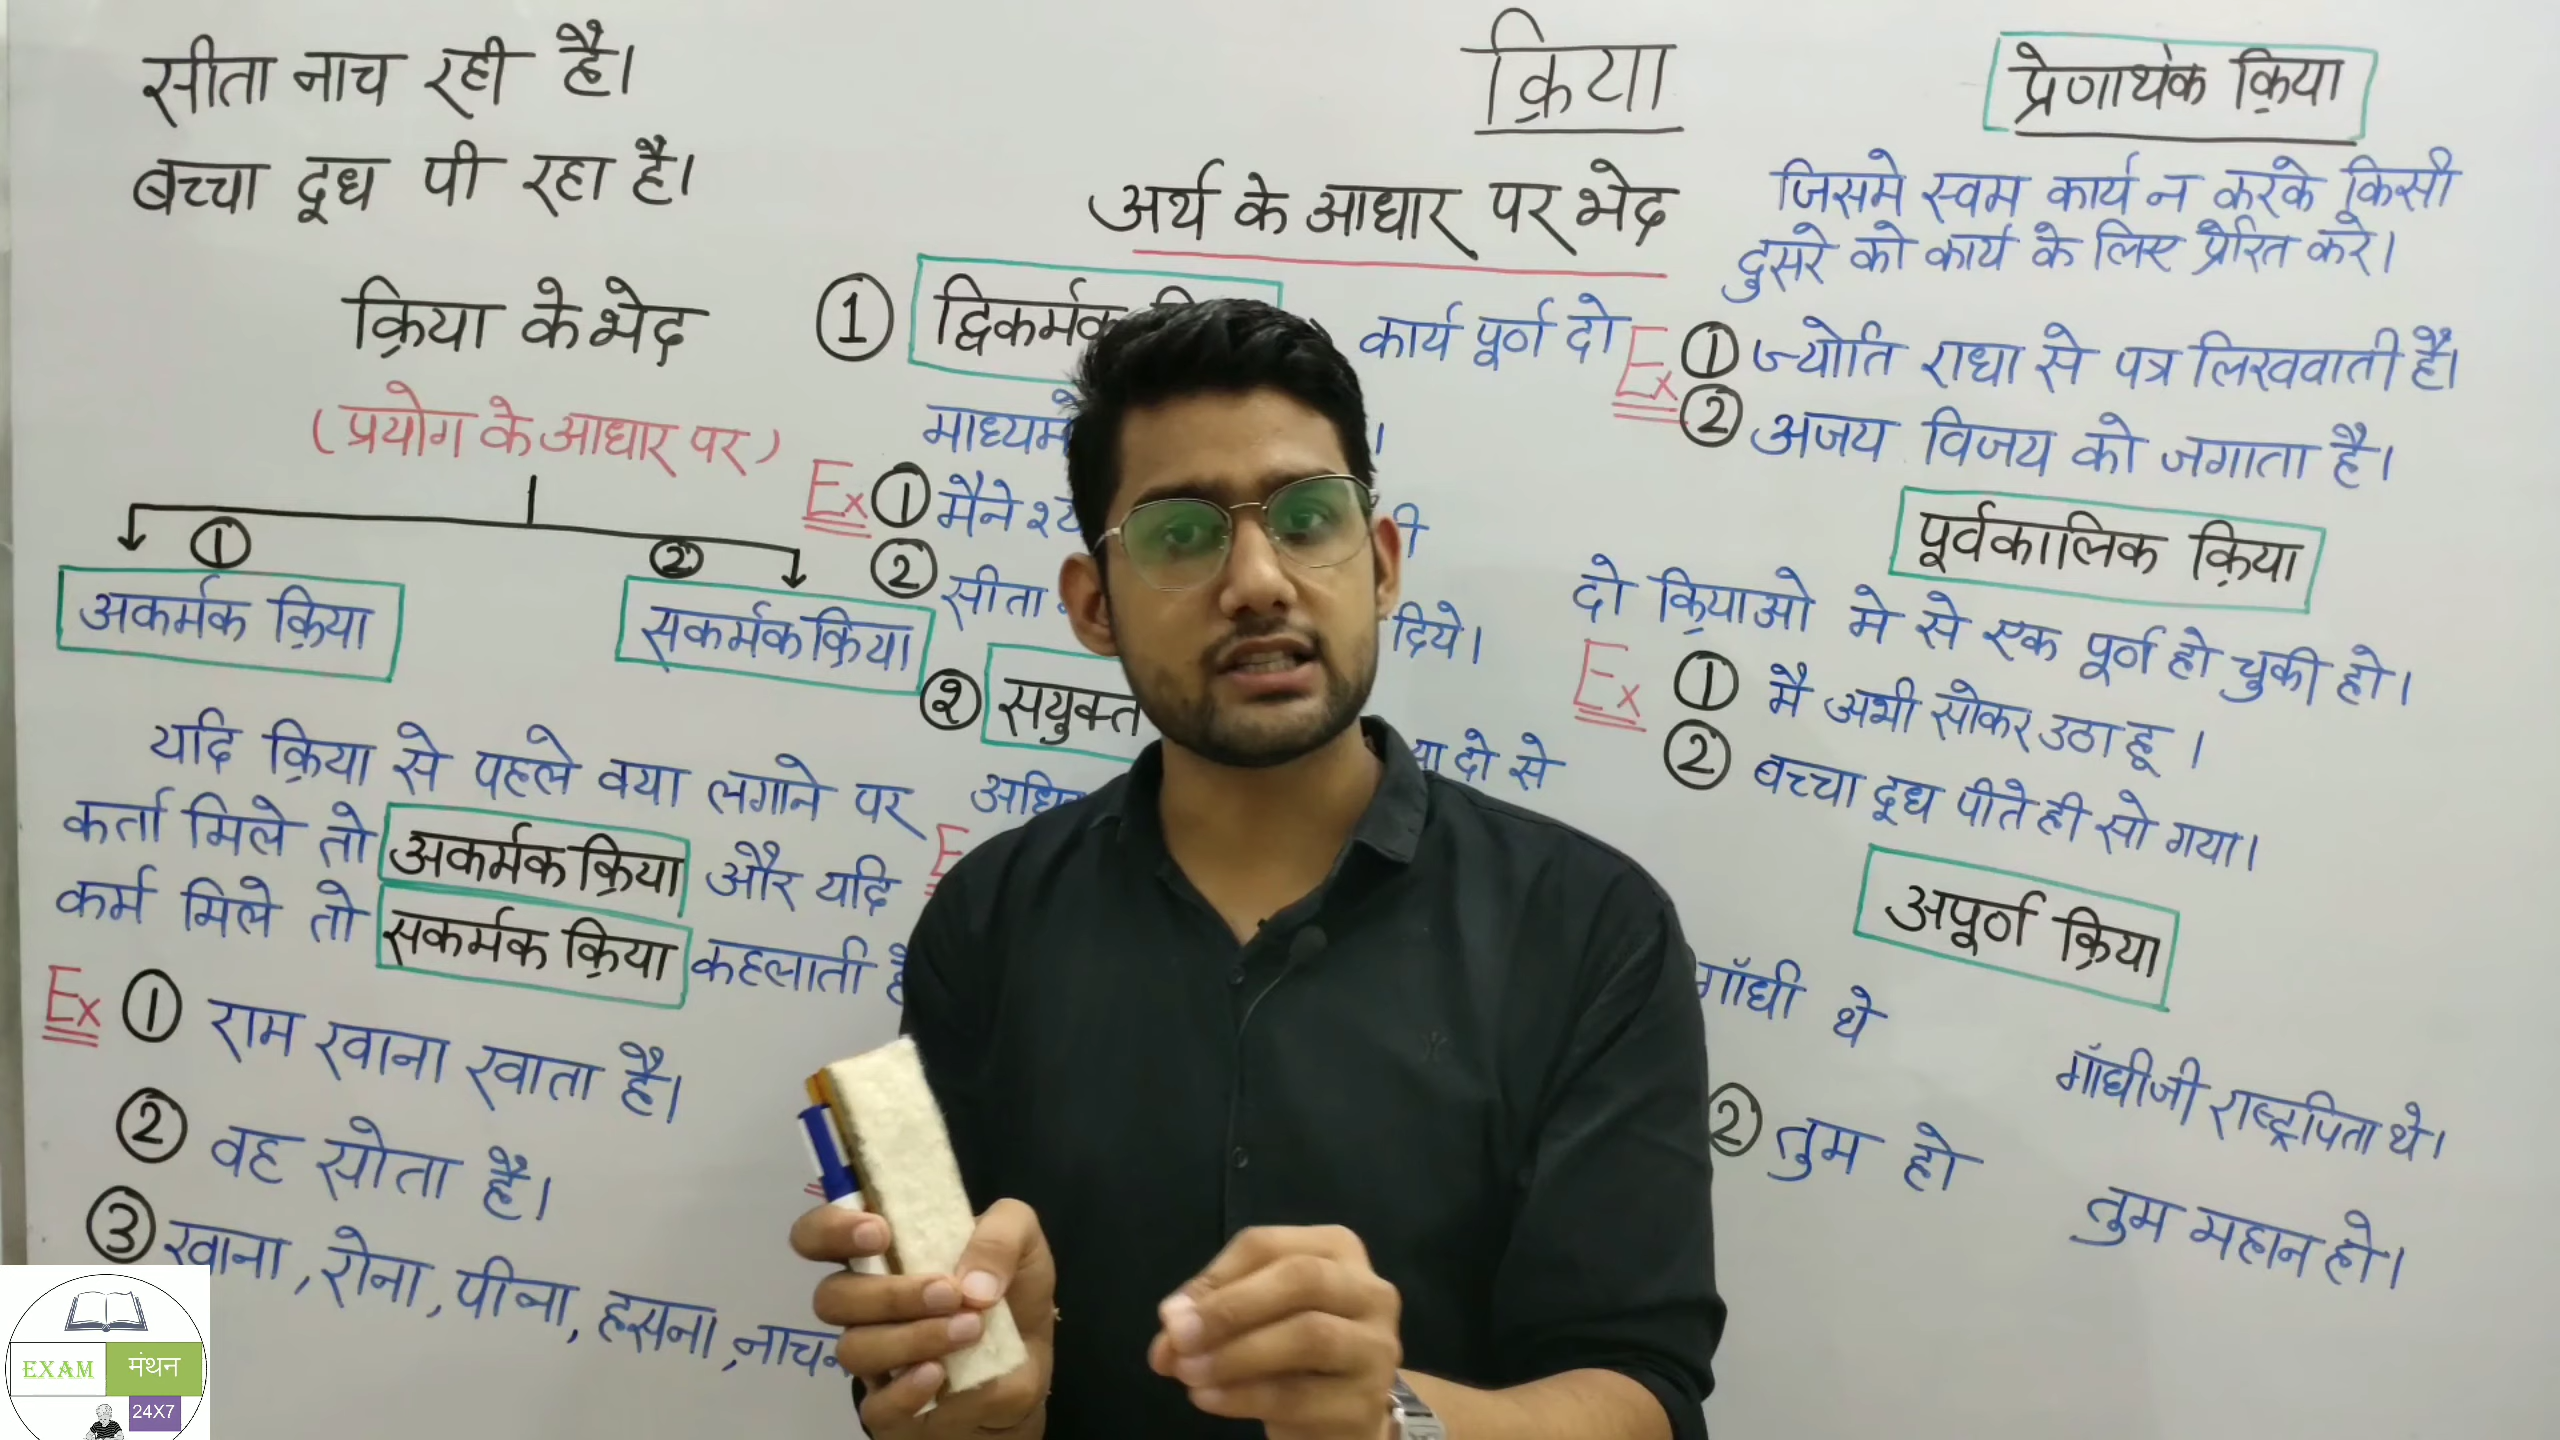 सीता नाच रही है।
बच्चा दूध पी रहा है।
क्रिया के भेद
(प्रयोग के आधार पर)
① ②
अकर्मक क्रिया सकर्मक क्रिया
यदि क्रिया से पहले क्या लगाने पर
कर्ता मिले तो अकर्मक क्रिया और यदि
कर्म मिले तो सकर्मक क्रिया कहलाती
Ex ① राम खाना खाता है।
② वह सोता है।
③ खाना, रोना, पीना, हसना,
क्रिया
अर्थ के आधार पर भेद
① द्विकर्मक कार्य पूर्ण दो
Ex ① मैने
② सीता दिये।
② सयुक्त
दो से
प्रेणार्थक क्रिया
जिसमे स्वम कार्य न करके किसी
दुसरे को कार्य के लिए प्रेरित करे।
Ex ① ज्योति राधा से पत्र लिखवाती है।
② अजय विजय को जगाता है।
पूर्वकालिक क्रिया
दो क्रियाओ मे से एक पूर्ण हो चुकी हो।
Ex ① मै अभी सोकर उठा हू।
② बच्चा दूध पीते ही सो गया।
अपूर्ण क्रिया
गाँधी थे
गाँधीजी राष्ट्रपिता थे।
② तुम हो
तुम महान हो।
EXAM मंथन
24X7